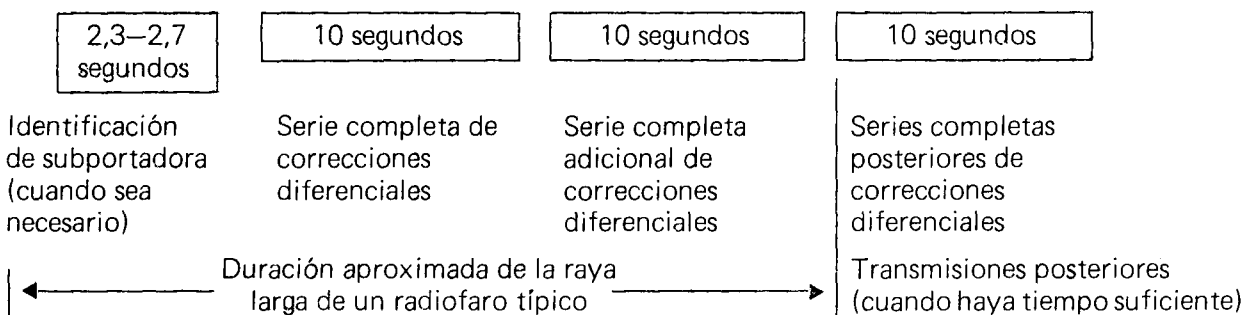 2,3–2,7
segundos
10 segundos
10 segundos
10 segundos
Identificación
de subportadora
(cuando sea
necesario)
Serie completa de
correcciones
diferenciales
Serie completa
adicional de
correcciones
diferenciales
Series completas
posteriores de
correcciones
diferenciales
Duración aproximada de la raya
larga de un radiofaro típico
Transmisiones posteriores
(cuando haya tiempo suficiente)